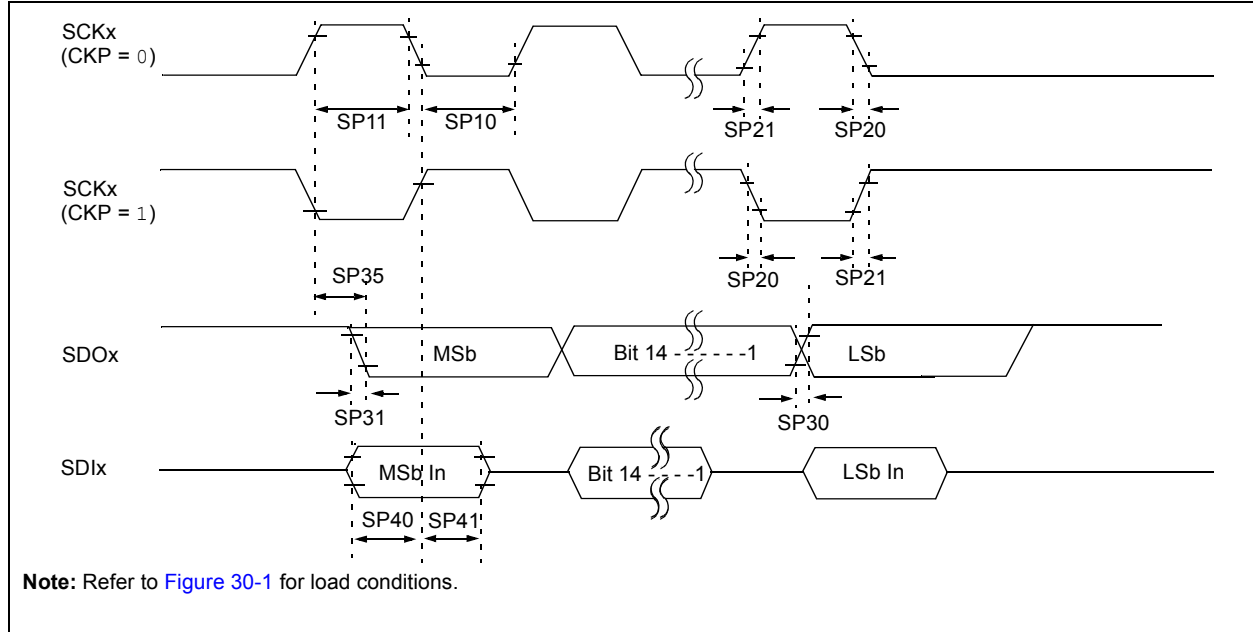 SCKx
(CKP = 0)
SP11
SP10
SP21
SP20
SCKx
(CKP = 1)
SP35
SP20
SP21
SDOx
MSb
Bit 14 - - - - - -1
LSb
SP31
SP30
SDIx
MSb In
Bit 14 - - - -1
LSb In
SP40
SP41
Note: Refer to Figure 30-1 for load conditions.